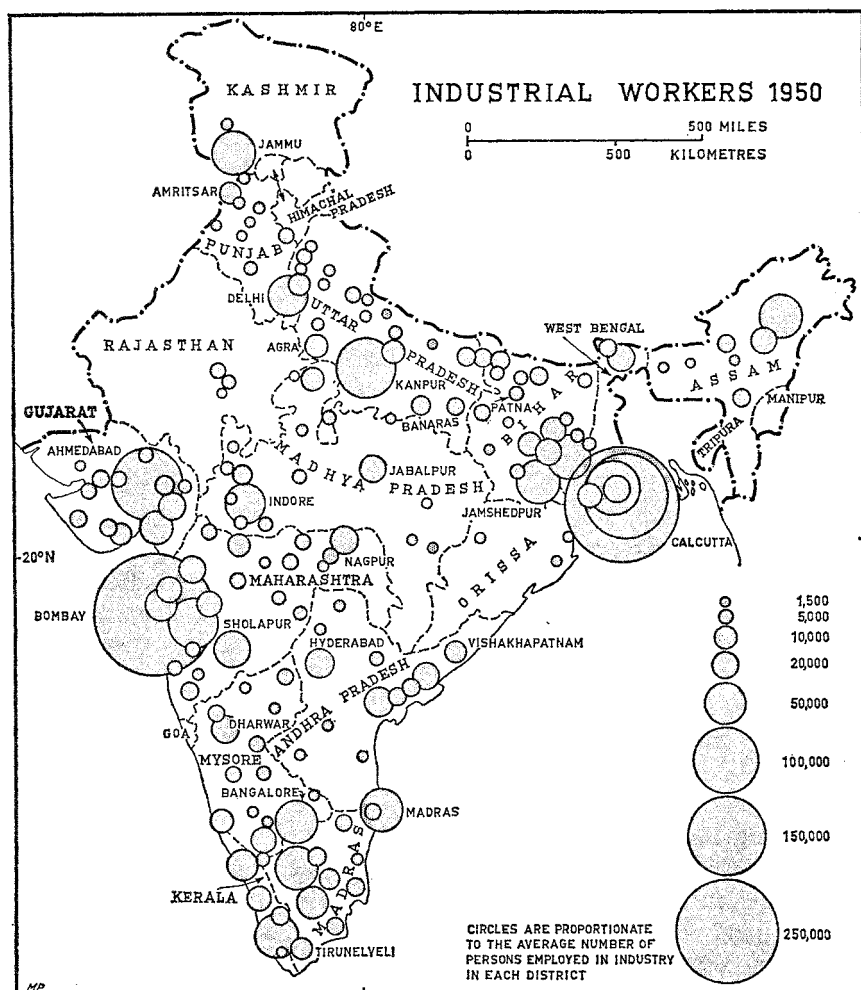 80°E
INDUSTRIAL WORKERS 1950
0 500 MILES
0 500 KILOMETRES
KASHMIR
JAMMU
AMRITSAR
HIMACHAL
PRADESH
PUNJAB
DELHI
UTTAR
PRADESH
WEST BENGAL
RAJASTHAN
AGRA
KANPUR
ASSAM
MANIPUR
TRIPURA
GUJARAT
AHMEDABAD
BANARAS
PATNA
BIHAR
MADHYA
PRADESH
JABALPUR
INDORE
JAMSHEDPUR
CALCUTTA
20°N
NAGPUR
MAHARASHTRA
ORISSA
BOMBAY
SHOLAPUR
HYDERABAD
VISHAKHAPATNAM
ANDHRA PRADESH
GOA
DHARWAR
MYSORE
BANGALORE
MADRAS
MADRAS
KERALA
TIRUNELVELI
1,500
5,000
10,000
20,000
50,000
100,000
150,000
250,000
CIRCLES ARE PROPORTIONATE
TO THE AVERAGE NUMBER OF
PERSONS EMPLOYED IN INDUSTRY
IN EACH DISTRICT
MP